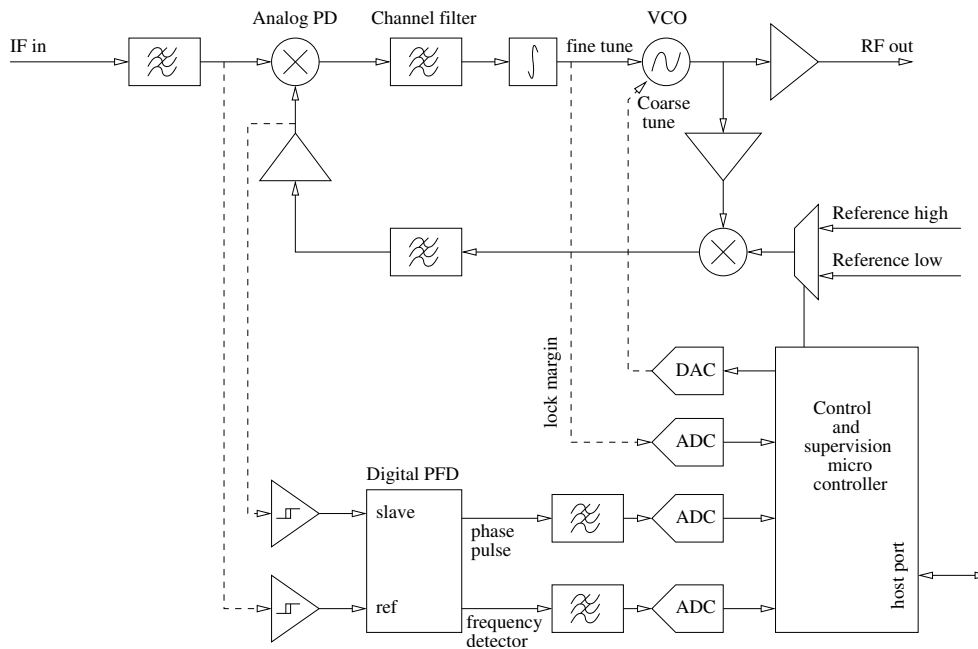 Analog PD
Channel filter
VCO
IF in
fine tune
RF out
Coarse
tune
Reference high
Reference low
lock margin
DAC
ADC
Control
and
supervision
micro
controller
Digital PFD
slave
phase
pulse
ADC
host port
ref
frequency
detector
ADC